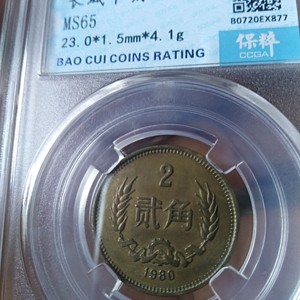 MS65
23.0*1.5mm*4.1g
B0720EX877
BAO CUI COINS RATING
保粹
CCGA
2
贰角
1980